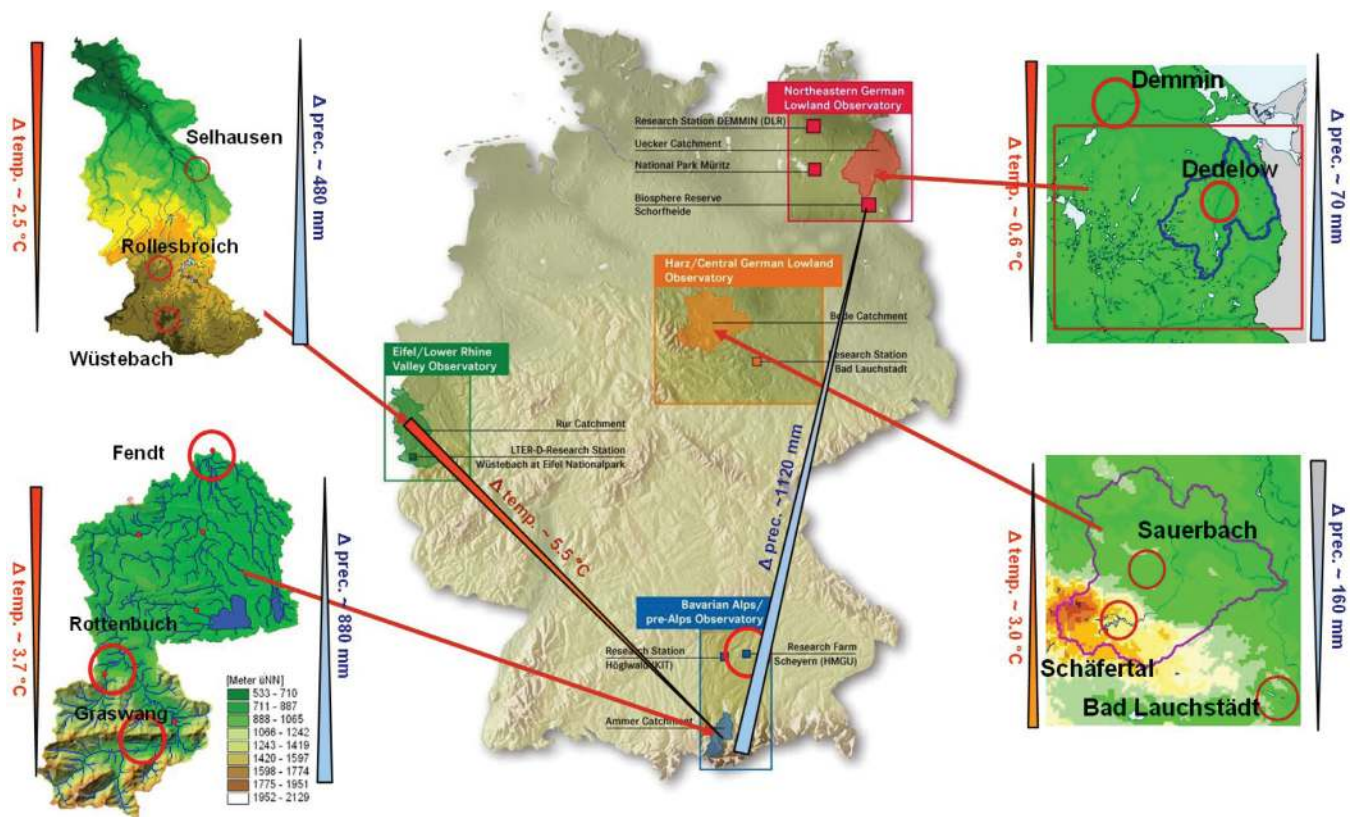 Δ temp. ~ 2.5 °C
Selhausen
Rollesbroich
Wüstebach
Δ prec. ~ 480 mm
Northeastern German
Lowland Observatory
Research Station DEMMIN (DLR)
Uecker Catchment
National Park Müritz
Biosphere Reserve
Schorfheide
Harz/Central German Lowland
Observatory
Bode Catchment
Research Station
Bad Lauchstadt
Eifel/Lower Rhine
Valley Observatory
Rur Catchment
LTER-D-Research Station
Wüstebach at Eifel Nationalpark
Δ temp. ~ 5.5 °C
Δ prec. ~1120 mm
Bavarian Alps/
pre-Alps Observatory
Research Station
Höglwald (KIT)
Research Farm
Scheyern (HMGU)
Ammer Catchment
Δ temp. ~ 0.6 °C
Demmin
Dedelow
Δ prec. ~ 70 mm
Δ temp. ~ 3.7 °C
Fendt
Rottenbuch
Graswang
Δ prec. ~ 880 mm
[Meter üNN]
533 - 710
711 - 887
888 - 1065
1066 - 1242
1243 - 1419
1420 - 1597
1598 - 1774
1775 - 1951
1952 - 2129
Δ temp. ~ 3.0 °C
Sauerbach
Schäfertal
Bad Lauchstädt
Δ prec. ~ 160 mm